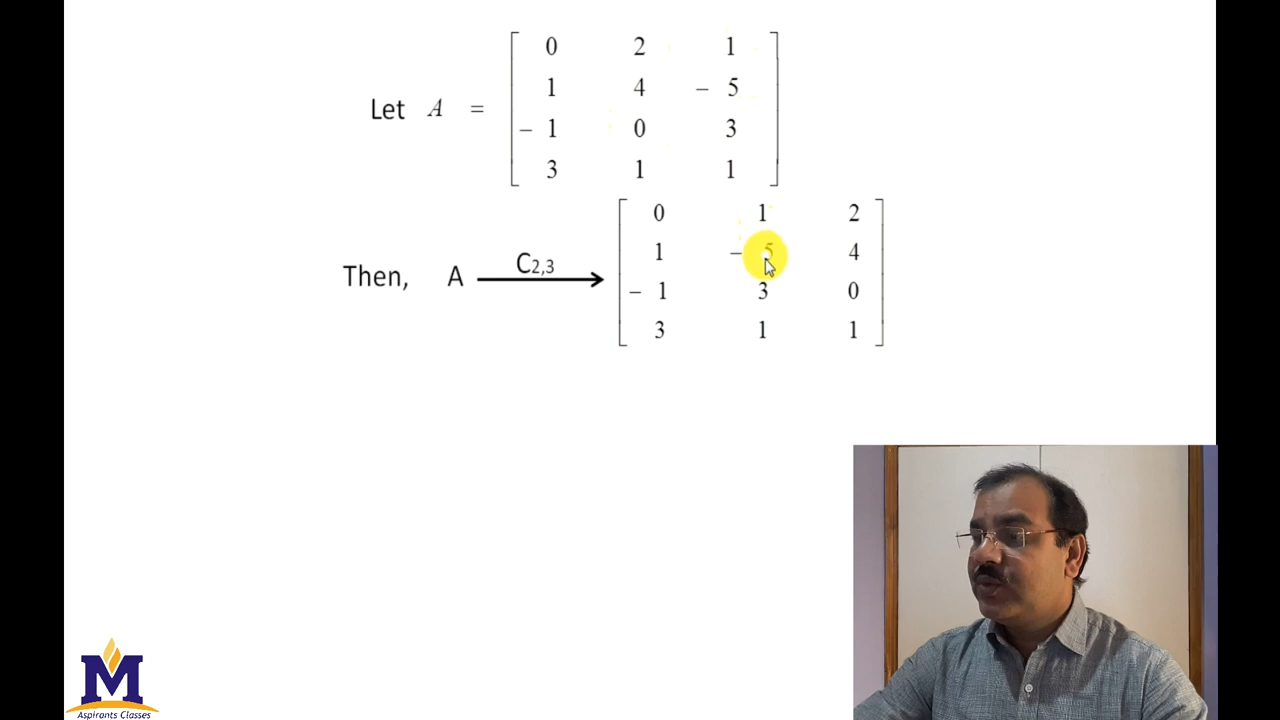 0 2 1
1 4 – 5
Let A =
– 1 0 3
3 1 1
0 1 2
1 – 5 4
Then, A C2,3
– 1 3 0
3 1 1
M
Aspirants Classes